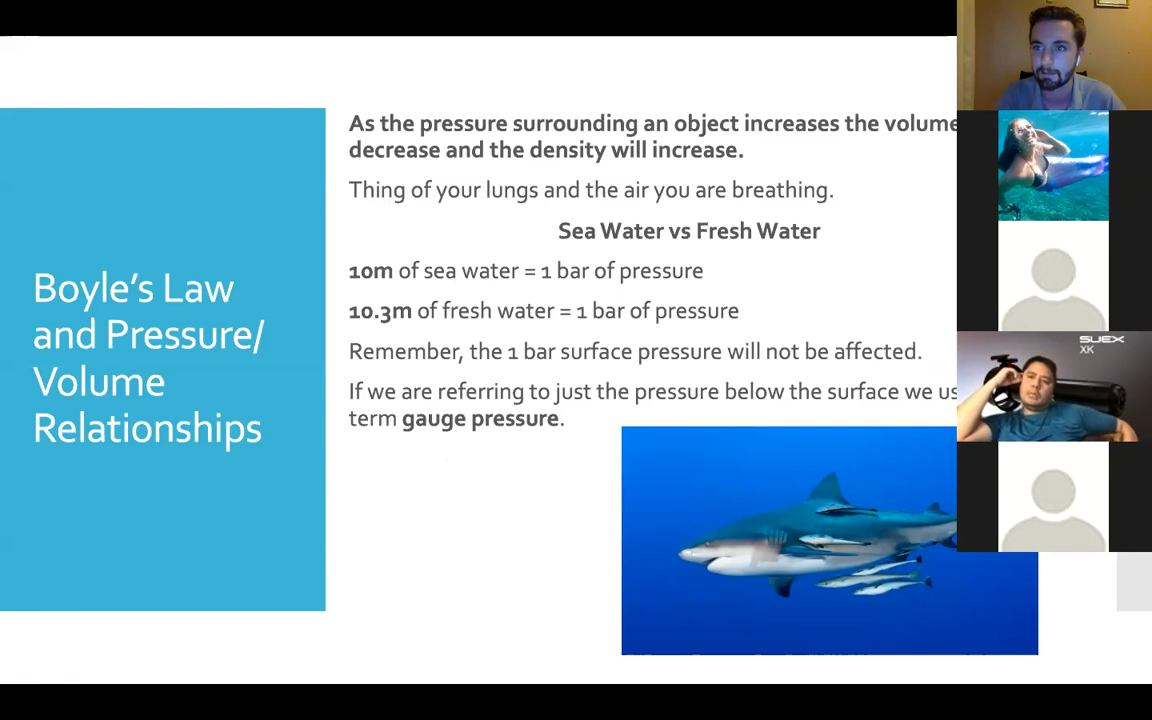 Boyle's Law
and Pressure/
Volume
Relationships
As the pressure surrounding an object increases the volume
decrease and the density will increase.
Thing of your lungs and the air you are breathing.
Sea Water vs Fresh Water
10m of sea water = 1 bar of pressure
10.3m of fresh water = 1 bar of pressure
Remember, the 1 bar surface pressure will not be affected.
If we are referring to just the pressure below the surface we us
term gauge pressure.
SUEX
XK